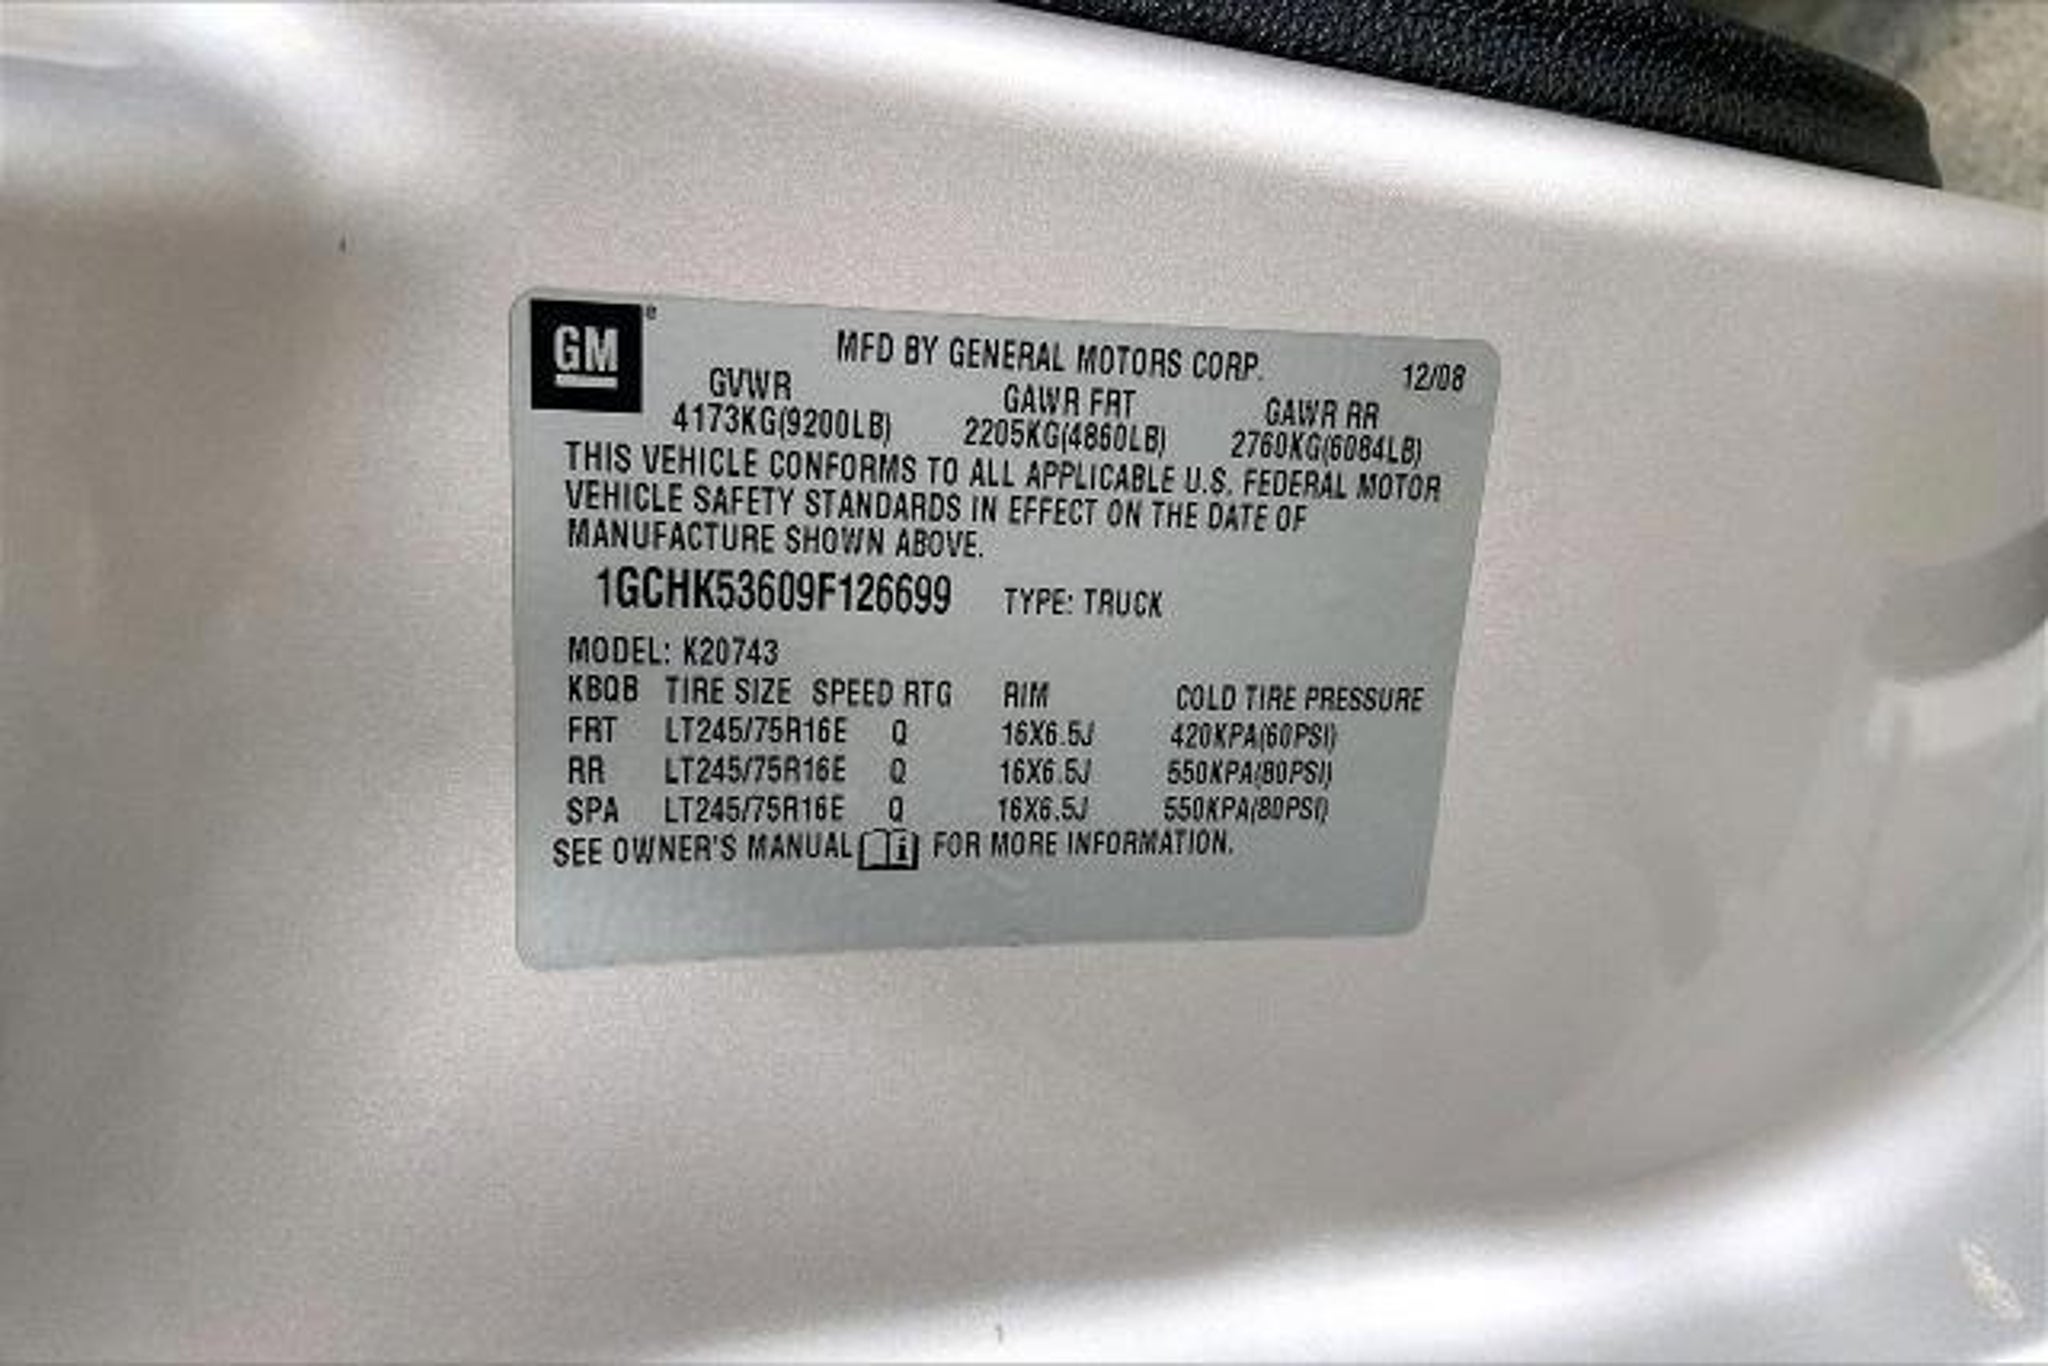 GM
MFD BY GENERAL MOTORS CORP. 12/08
GVWR GAWR FRT GAWR RR
4173KG(9200LB) 2205KG(4860LB) 2760KG(6084LB)
THIS VEHICLE CONFORMS TO ALL APPLICABLE U.S. FEDERAL MOTOR
VEHICLE SAFETY STANDARDS IN EFFECT ON THE DATE OF
MANUFACTURE SHOWN ABOVE.
1GCHK53609F126699 TYPE: TRUCK
MODEL: K20743
KBQB TIRE SIZE SPEED RTG RIM COLD TIRE PRESSURE
FRT LT245/75R16E Q 16X6.5J 420KPA(60PSI)
RR LT245/75R16E Q 16X6.5J 550KPA(80PSI)
SPA LT245/75R16E Q 16X6.5J 550KPA(80PSI)
SEE OWNER'S MANUAL i FOR MORE INFORMATION.